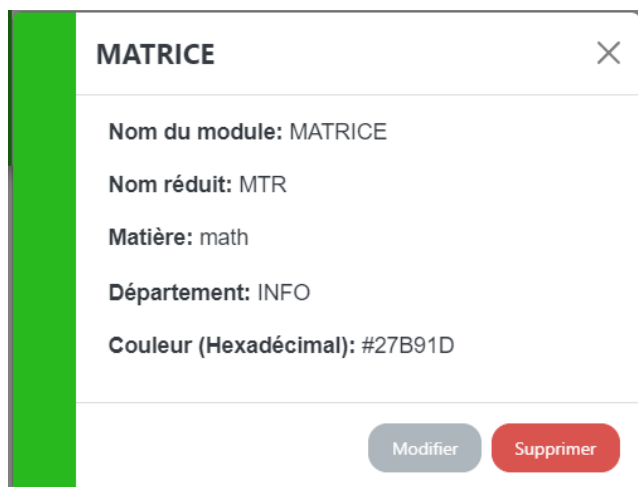 MATRICE
Nom du module: MATRICE
Nom réduit: MTR
Matière: math
Département: INFO
Couleur (Hexadécimal): #27B91D
Modifier Supprimer